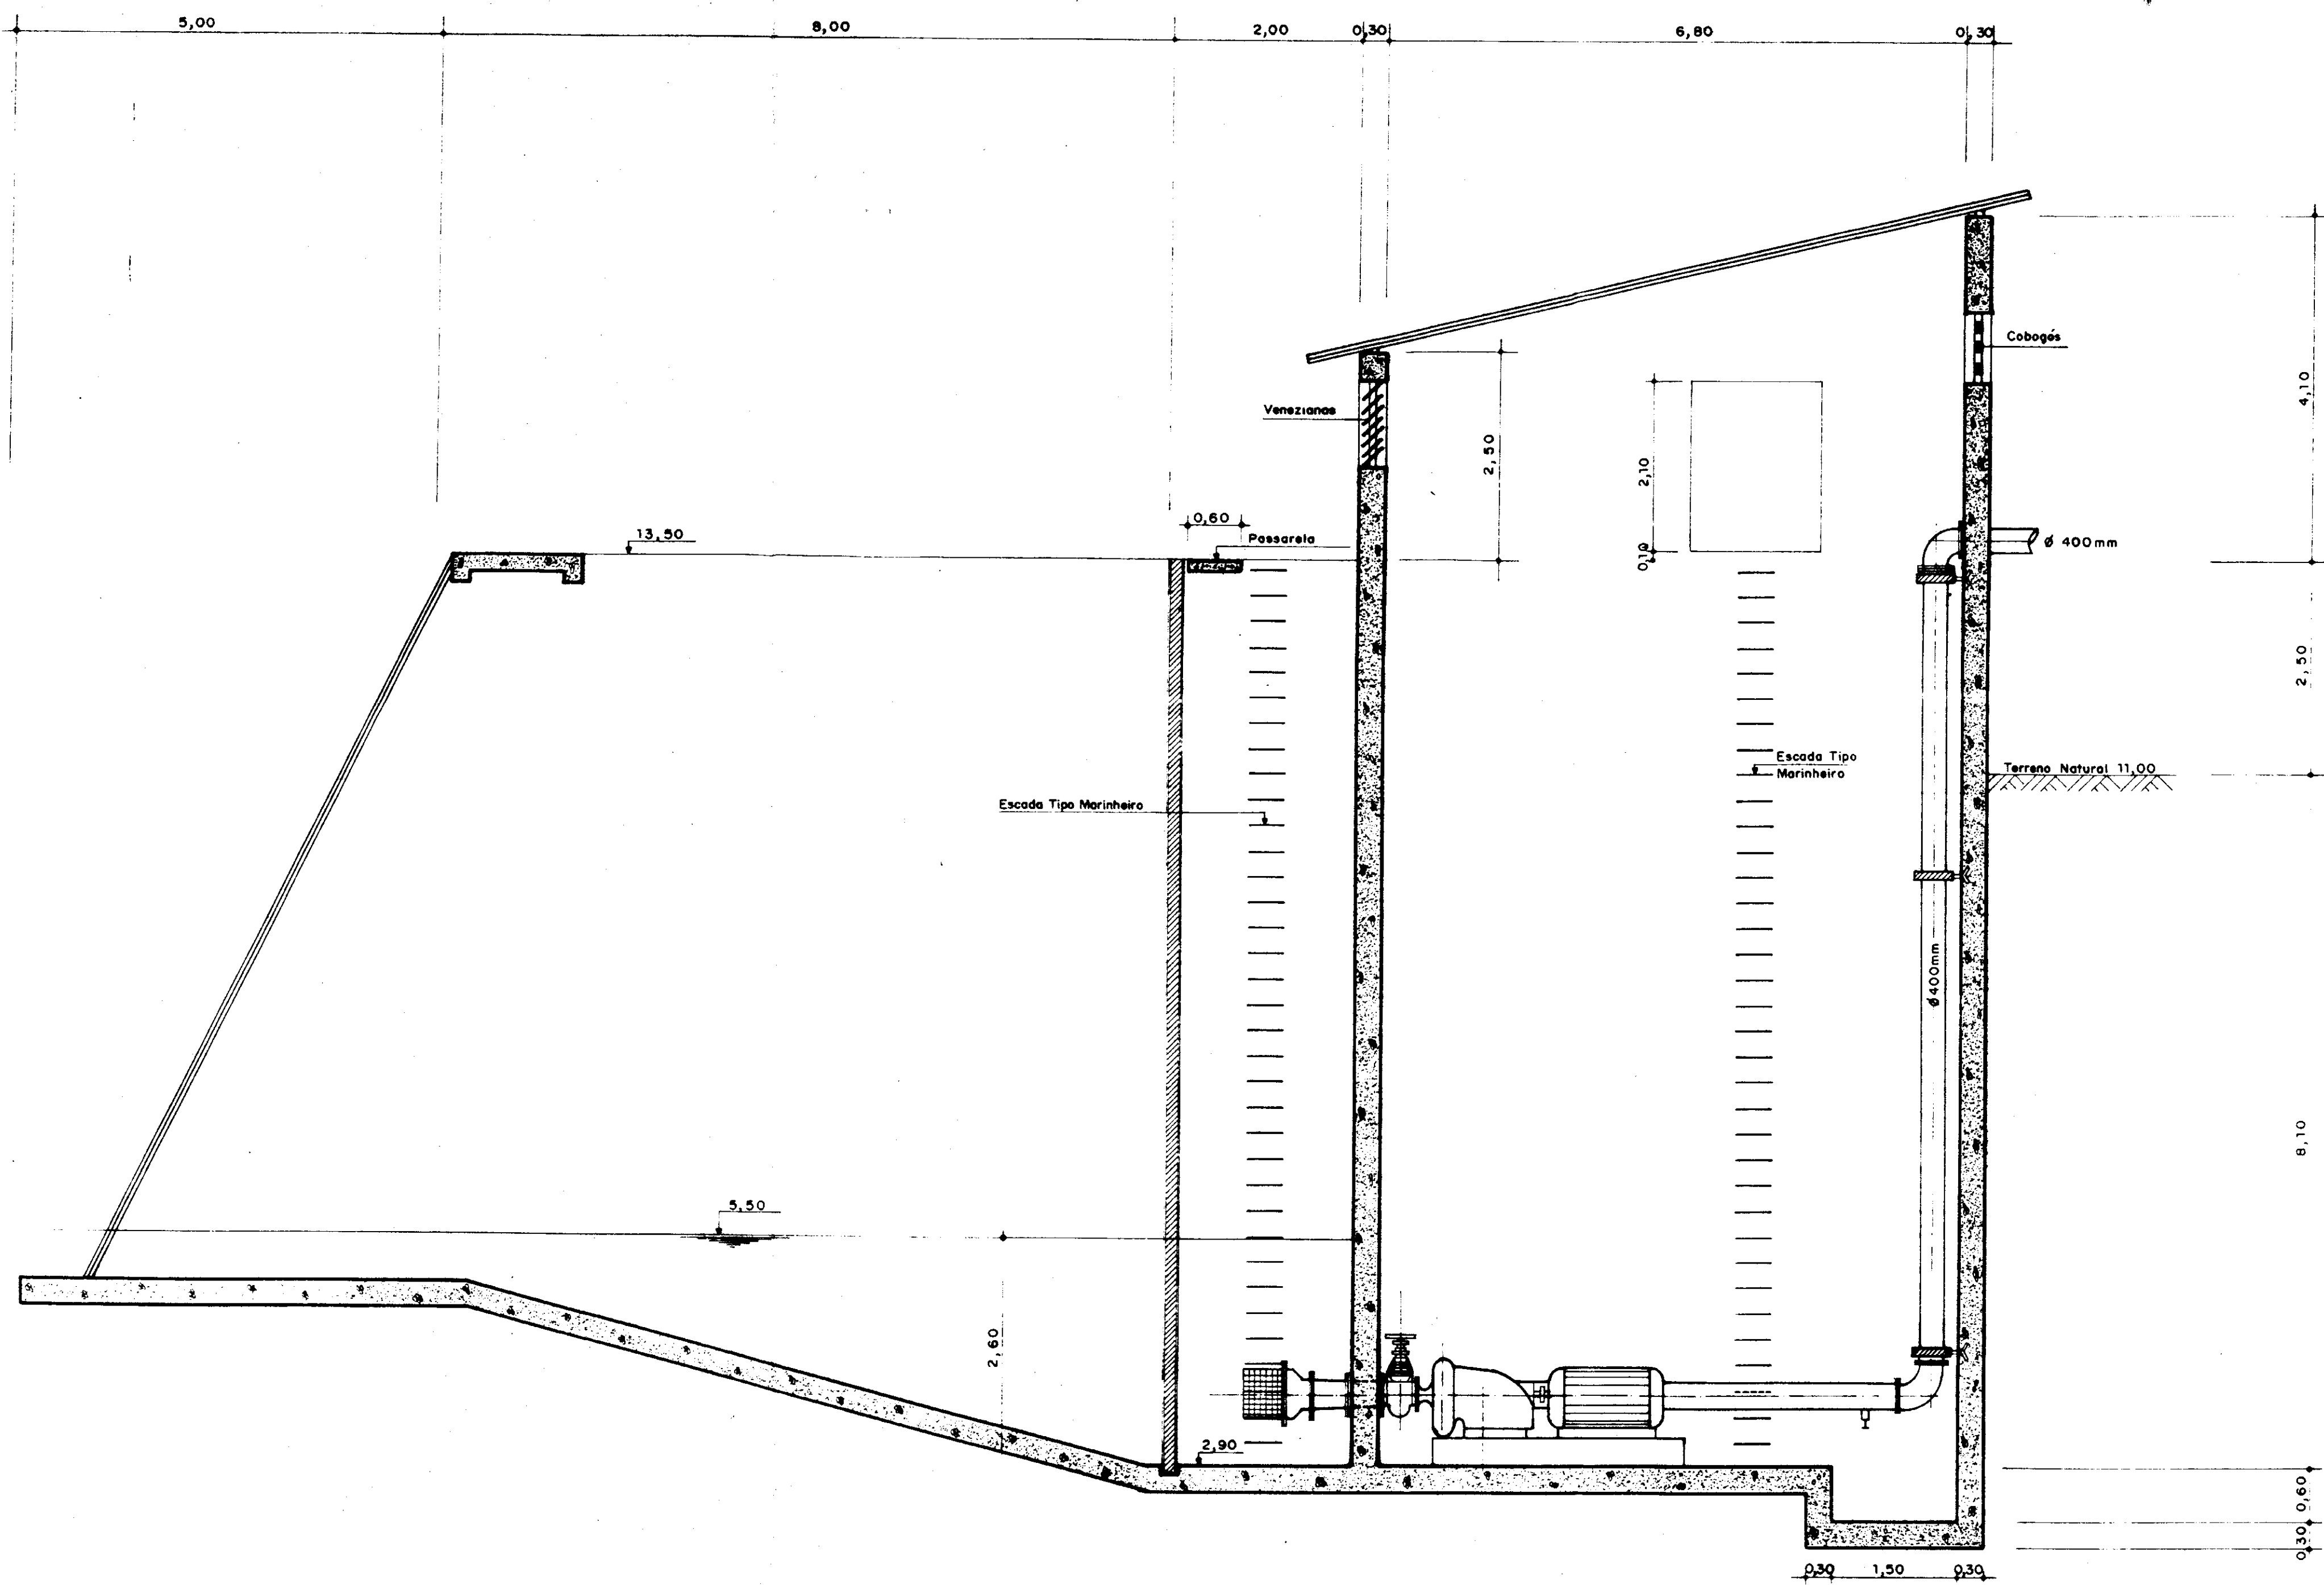 5,00 8,00 2,00 0,30 6,80 0,30
Cobogós
Venezianas
4,10
2,50
2,10
0,60
13,50
Passarela
0,10
Ø 400mm
2,50
Escada Tipo
Marinheiro
Terreno Natural 11,00
Escada Tipo Marinheiro
Ø400mm
8,10
5,50
2,60
2,90
0,60
0,30
0,30 1,50 0,30